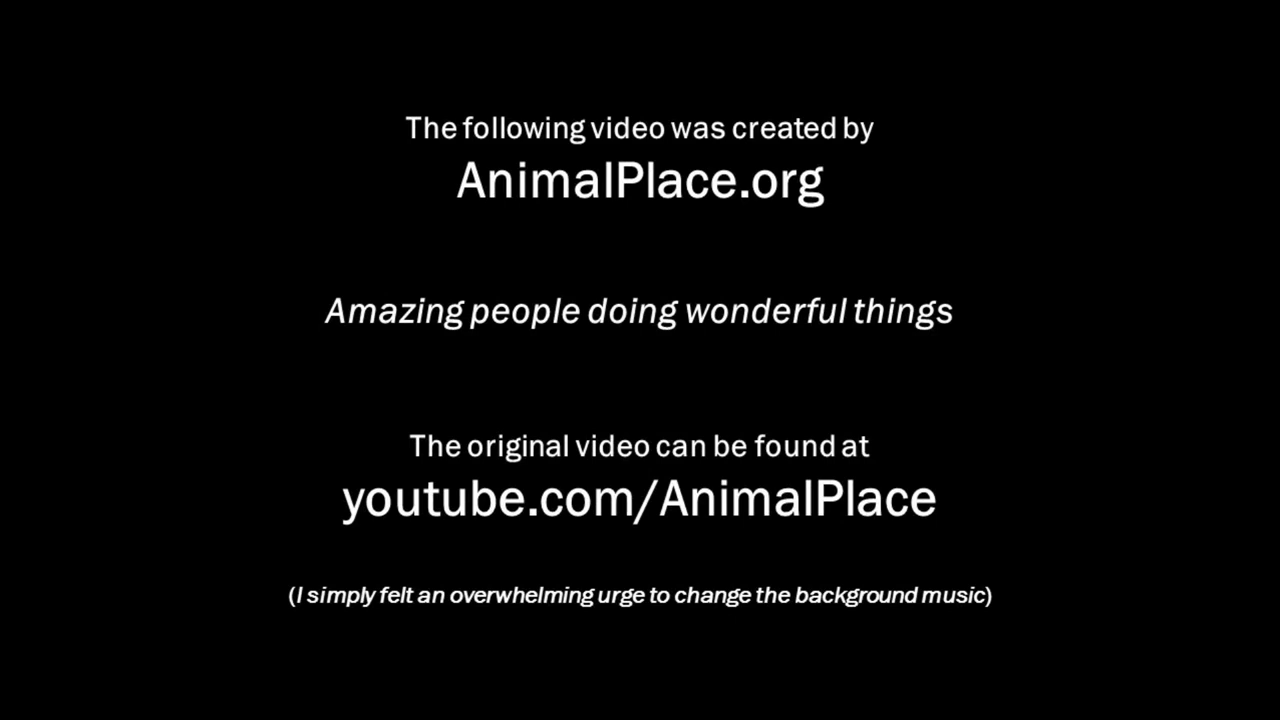 The following video was created by
AnimalPlace.org
Amazing people doing wonderful things
The original video can be found at
youtube.com/AnimalPlace
(I simply felt an overwhelming urge to change the background music)